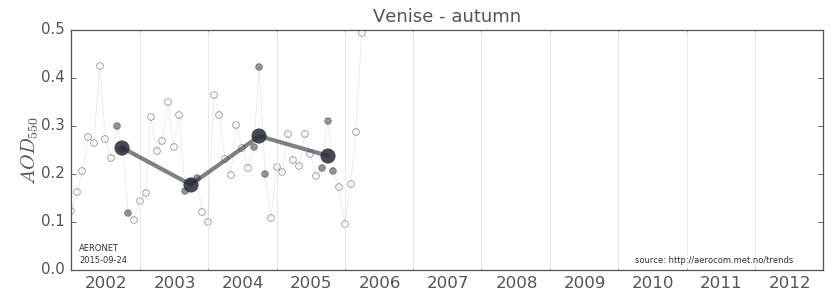 Venise - autumn
0.5
0.4
0.3
0.2
0.1
0.0
AOD550
AERONET
2015-09-24
source: http://aerocom.met.no/trends
2002 2003 2004 2005 2006 2007 2008 2009 2010 2011 2012